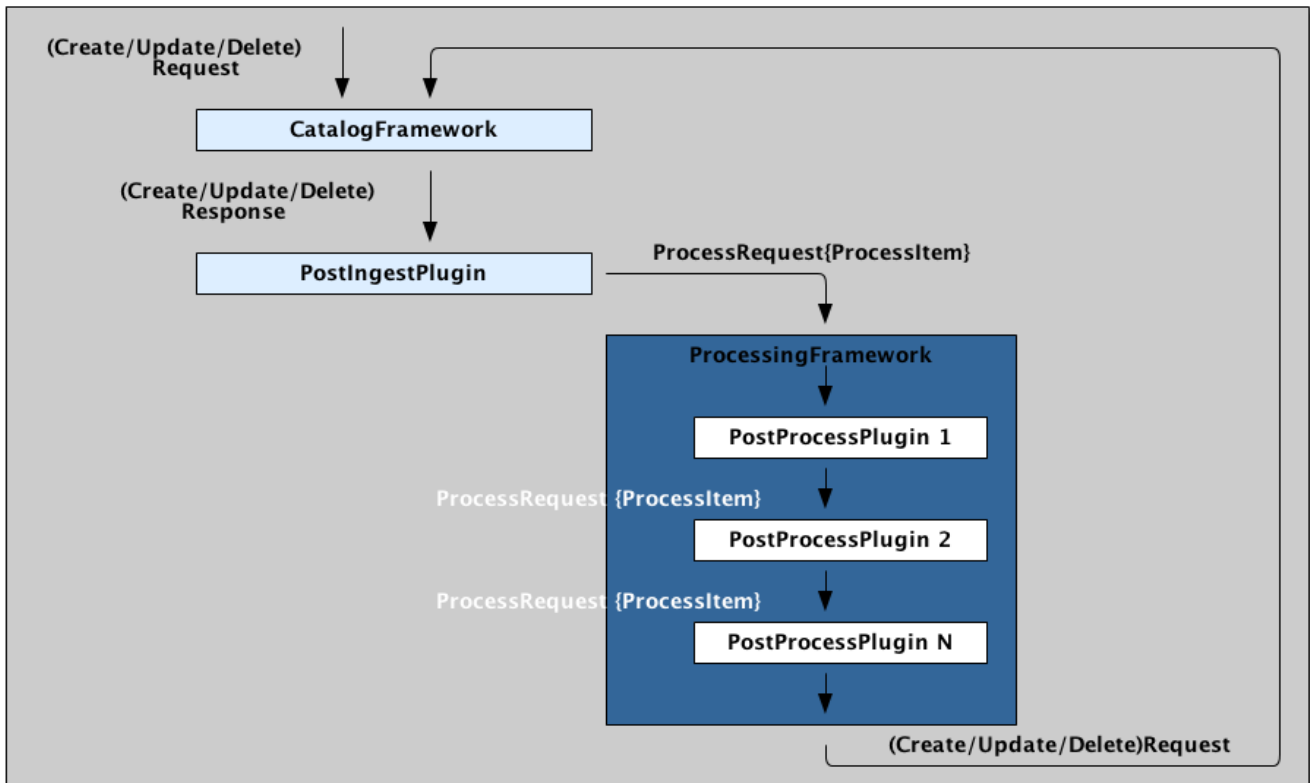 (Create/Update/Delete)
Request
CatalogFramework
(Create/Update/Delete)
Response
PostIngestPlugin
ProcessRequest{ProcessItem}
ProcessingFramework
PostProcessPlugin 1
ProcessRequest {ProcessItem}
PostProcessPlugin 2
ProcessRequest {ProcessItem}
PostProcessPlugin N
(Create/Update/Delete)Request